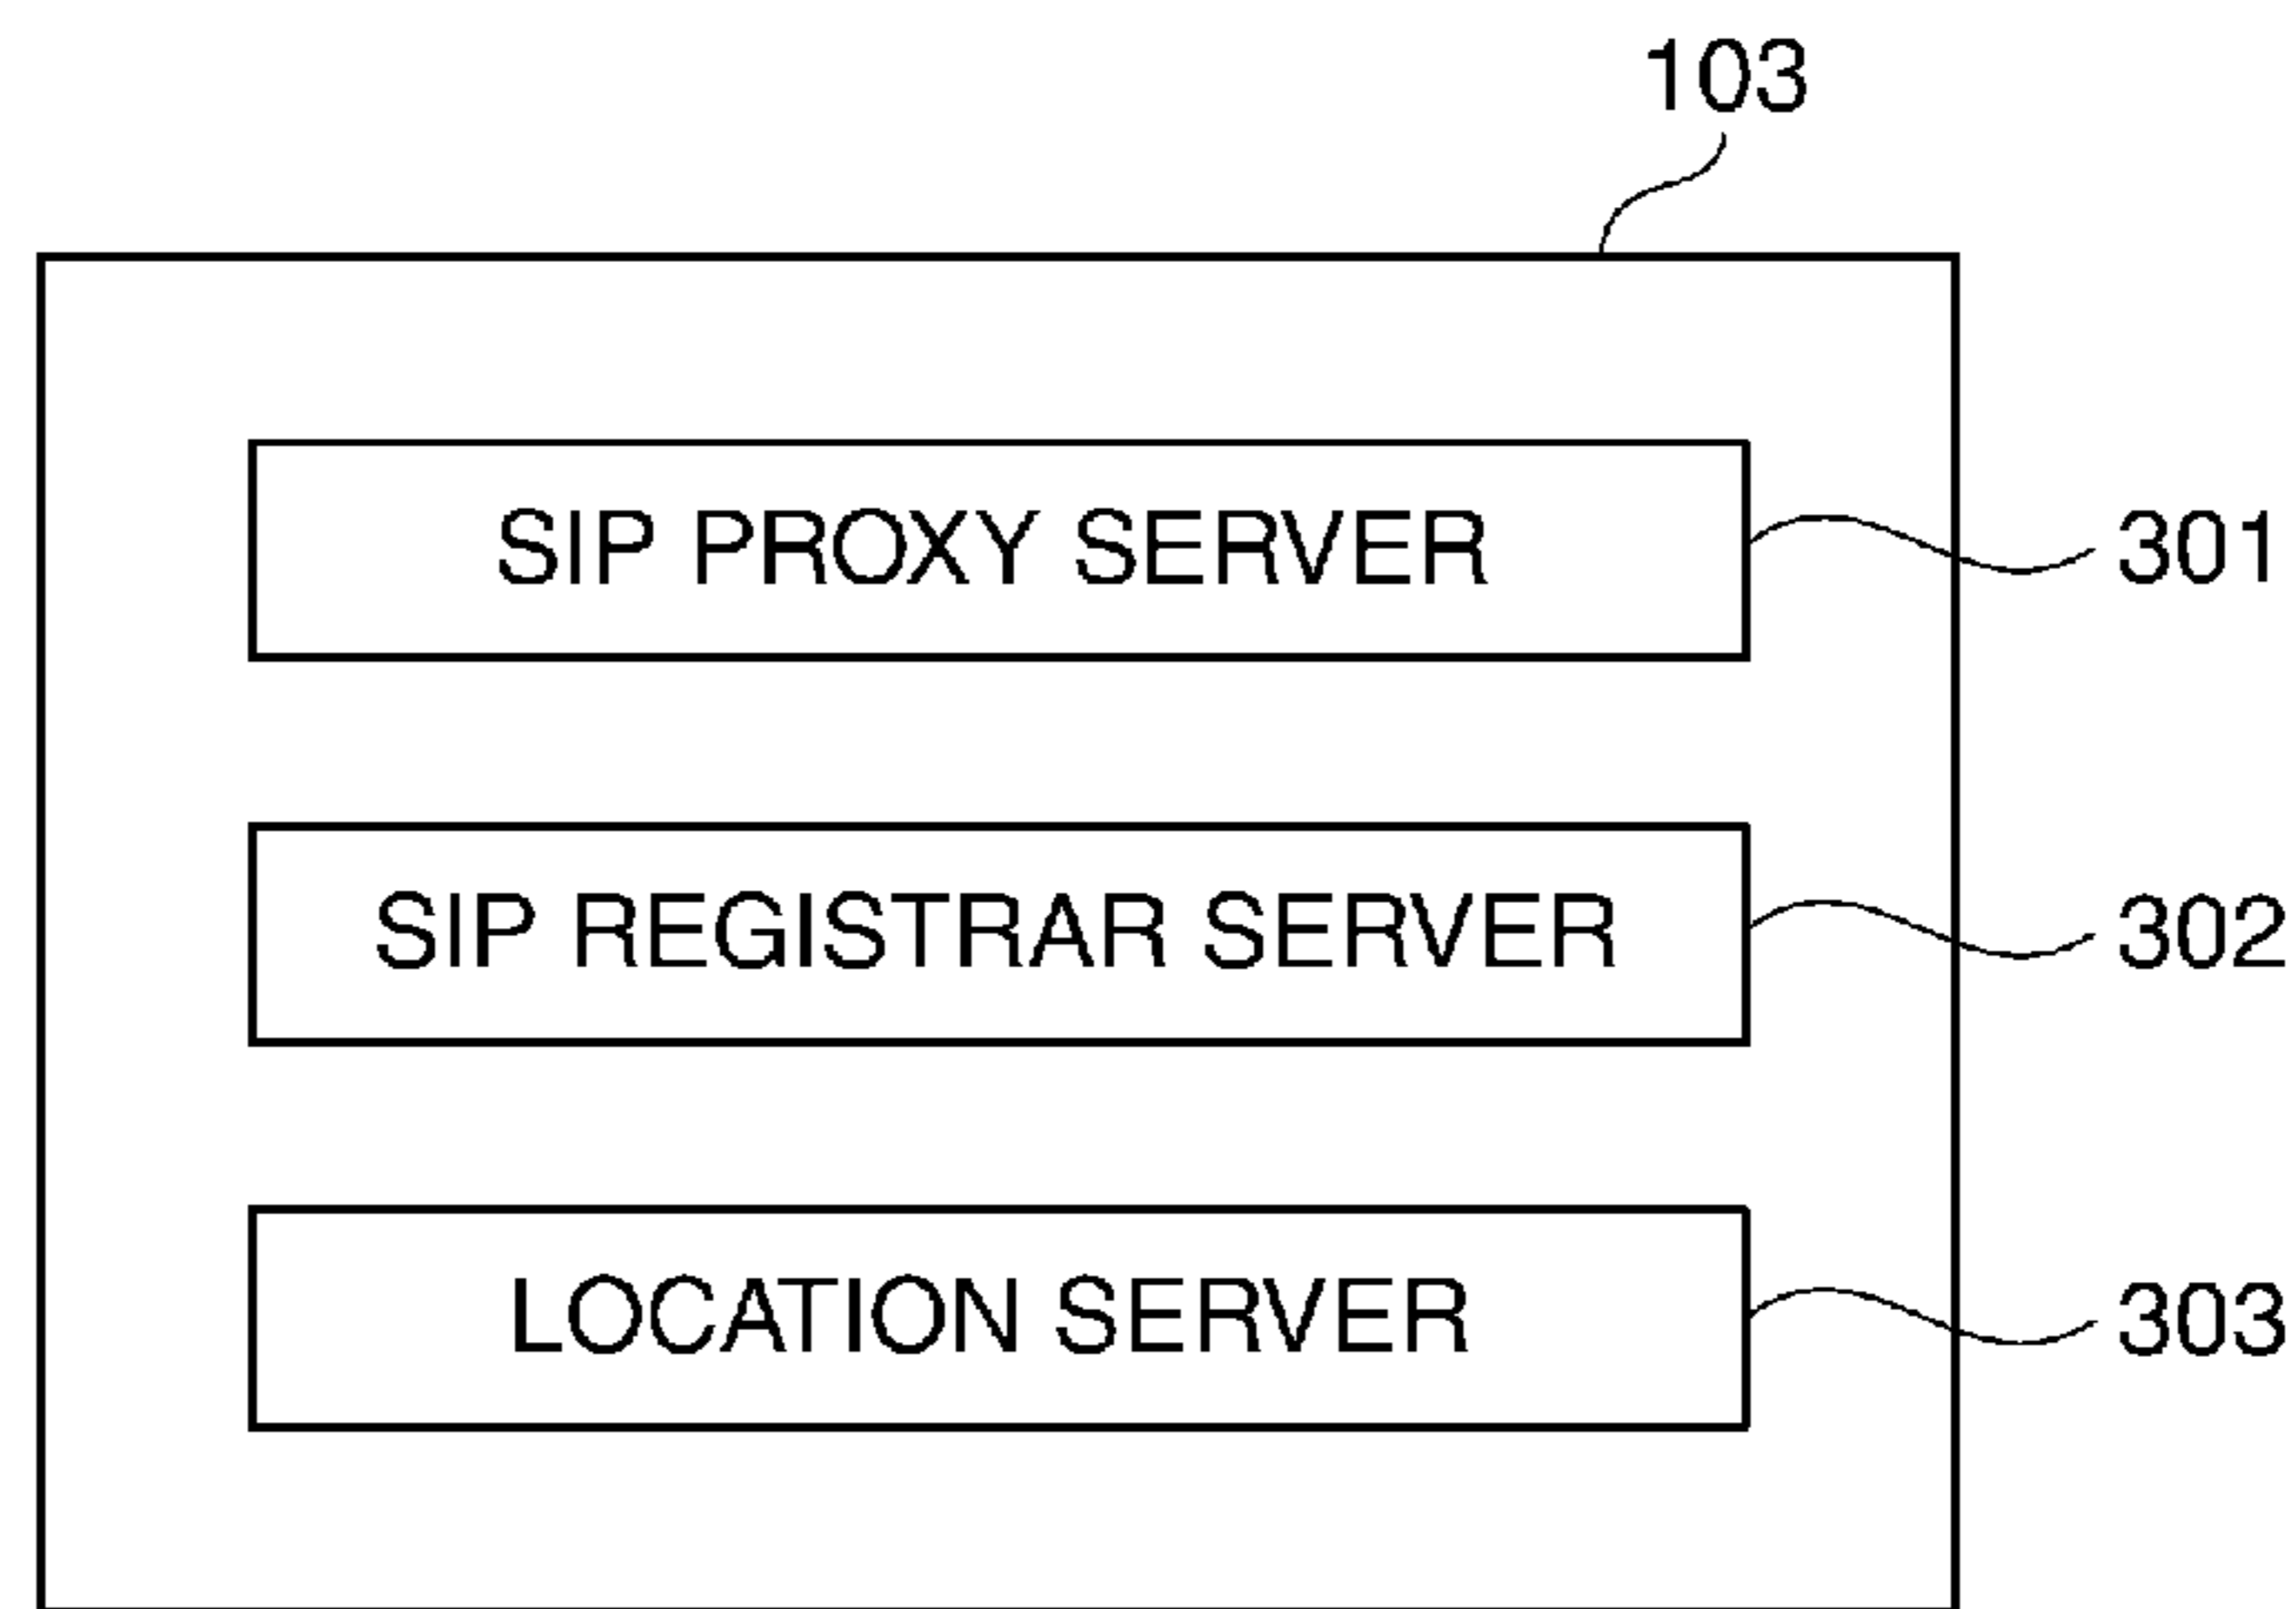 103
SIP PROXY SERVER
301
SIP REGISTRAR SERVER
302
LOCATION SERVER
303